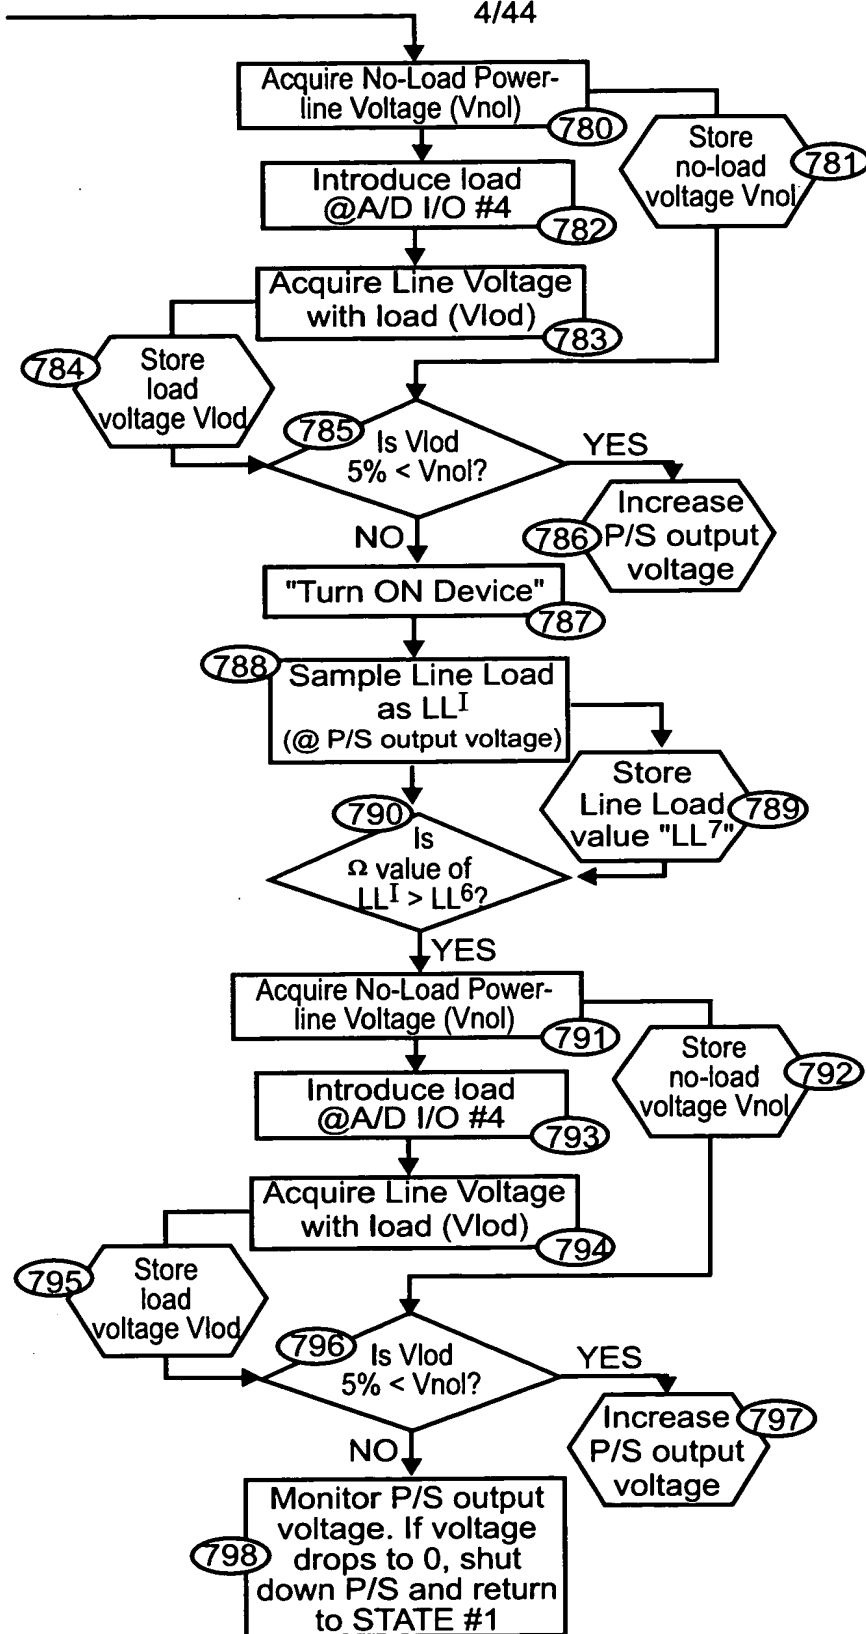 4/44
Acquire No-Load Power-
line Voltage (Vnol)
780
Store
no-load
voltage Vnol
781
Introduce load
@A/D I/O #4
782
Acquire Line Voltage
with load (Vlod)
783
784
Store
load
voltage Vlod
785
Is Vlod
5% < Vnol?
YES
Increase
P/S output
voltage
786
NO
"Turn ON Device"
787
788
Sample Line Load
as LLᴵ
(@ P/S output voltage)
Store
Line Load
value "LL⁷"
789
790
Is
Ω value of
LLᴵ > LL⁶?
YES
Acquire No-Load Power-
line Voltage (Vnol)
791
Store
no-load
voltage Vnol
792
Introduce load
@A/D I/O #4
793
Acquire Line Voltage
with load (Vlod)
794
795
Store
load
voltage Vlod
796
Is Vlod
5% < Vnol?
YES
Increase
P/S output
voltage
797
NO
Monitor P/S output
voltage. If voltage
drops to 0, shut
down P/S and return
to STATE #1
798